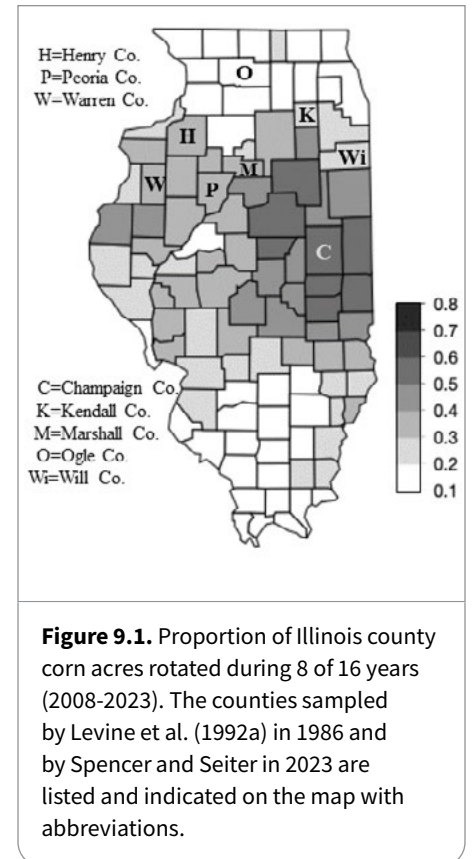 H=Henry Co.
P=Peoria Co.
W=Warren Co.
O
K
H
Wi
M
W
P
C
0.8
0.7
0.6
0.5
0.4
0.3
0.2
0.1
C=Champaign Co.
K=Kendall Co.
M=Marshall Co.
O=Ogle Co.
Wi=Will Co.
Figure 9.1. Proportion of Illinois county
corn acres rotated during 8 of 16 years
(2008-2023). The counties sampled
by Levine et al. (1992a) in 1986 and
by Spencer and Seiter in 2023 are
listed and indicated on the map with
abbreviations.